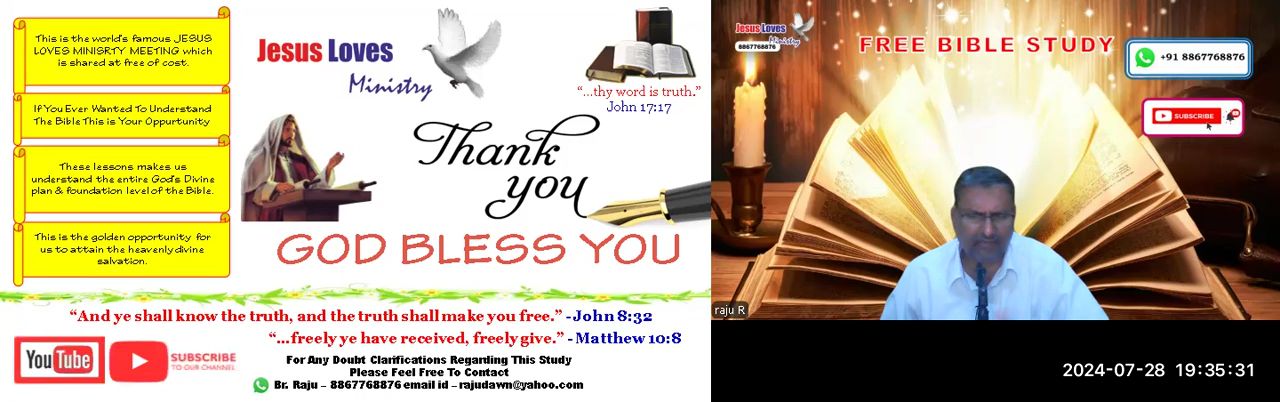 This is the world's famous JESUS
LOVES MINISRTY MEETING which
is shared at free of cost.
If You Ever Wanted To Understand
The Bible This is Your Oppurtunity
These lessons makes us
understand the entire God's Divine
plan & foundation level of the Bible.
This is the golden opportunity for
us to attain the heavenly divine
salvation.
Jesus Loves
Ministry
"...thy word is truth."
John 17:17
Thank
you
GOD BLESS YOU
"And ye shall know the truth, and the truth shall make you free." - John 8:32
"...freely ye have received, freely give." - Matthew 10:8
YouTube
SUBSCRIBE
TO OUR CHANNEL
For Any Doubt Clarifications Regarding This Study
Please Feel Free To Contact
Br. Raju – 8867768876 email id – rajudawn@yahoo.com
Jesus Loves
Ministry
8867768876
FREE BIBLE STUDY
+91 8867768876
SUBSCRIBE
raju R
2024-07-28 19:35:31